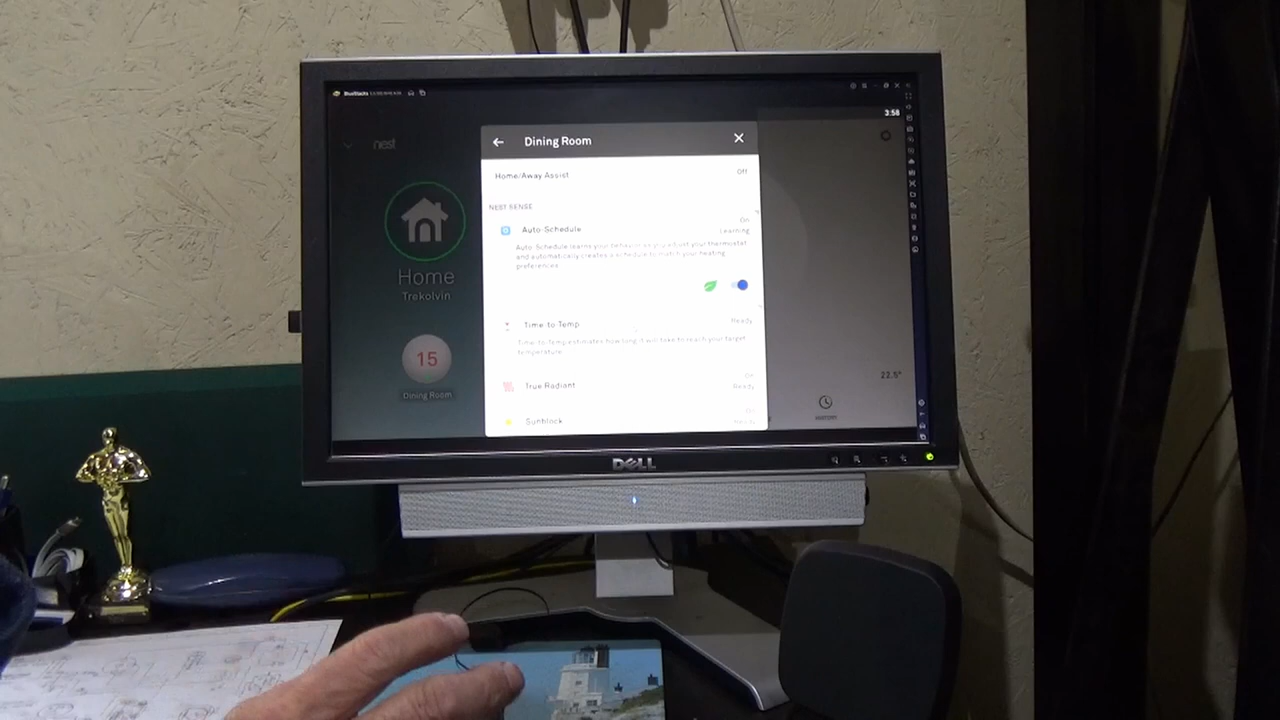 BlueStacks
3:58
nest
Dining Room
Home/Away Assist Off
NEST SENSE
Auto-Schedule On
Learning
Auto-Schedule learns your behavior as you adjust your thermostat
and automatically creates a schedule to match your heating
preferences.
Home
Trekolvin
Time-to-Temp Ready
Time-to-Temp estimates how long it will take to reach your target
temperature.
15
Dining Room
True Radiant On
Ready
22.5°
Sunblock
DELL